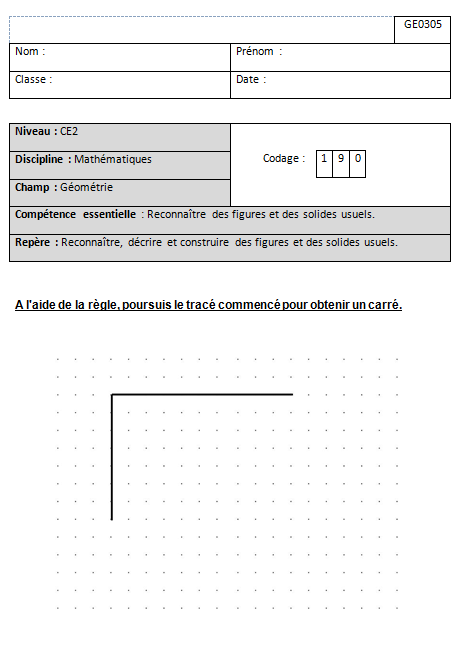 GE0305
Nom :
Prénom :
Classe :
Date :
Niveau : CE2
Discipline : Mathématiques
Codage : 1 9 0
Champ : Géométrie
Compétence essentielle : Reconnaître des figures et des solides usuels.
Repère : Reconnaître, décrire et construire des figures et des solides usuels.
A l'aide de la règle, poursuis le tracé commencé pour obtenir un carré.